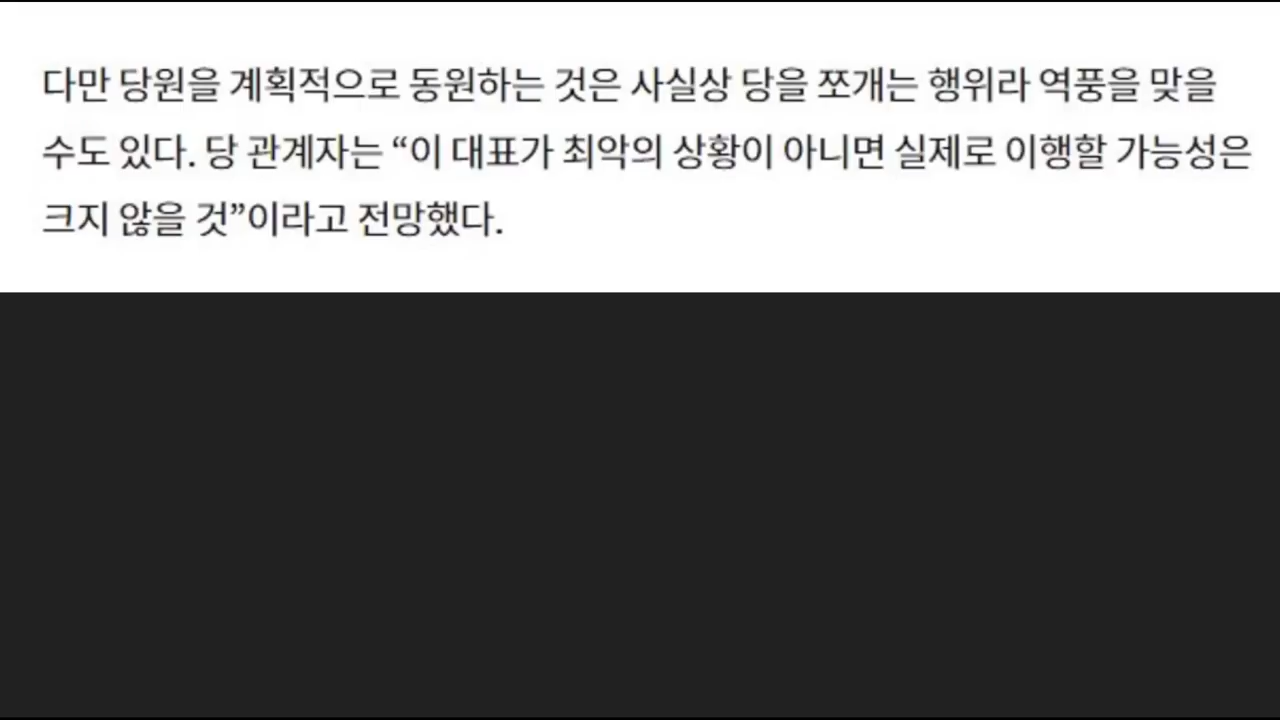 다만 당원을 계획적으로 동원하는 것은 사실상 당을 쪼개는 행위라 역풍을 맞을
수도 있다. 당 관계자는 “이 대표가 최악의 상황이 아니면 실제로 이행할 가능성은
크지 않을 것”이라고 전망했다.